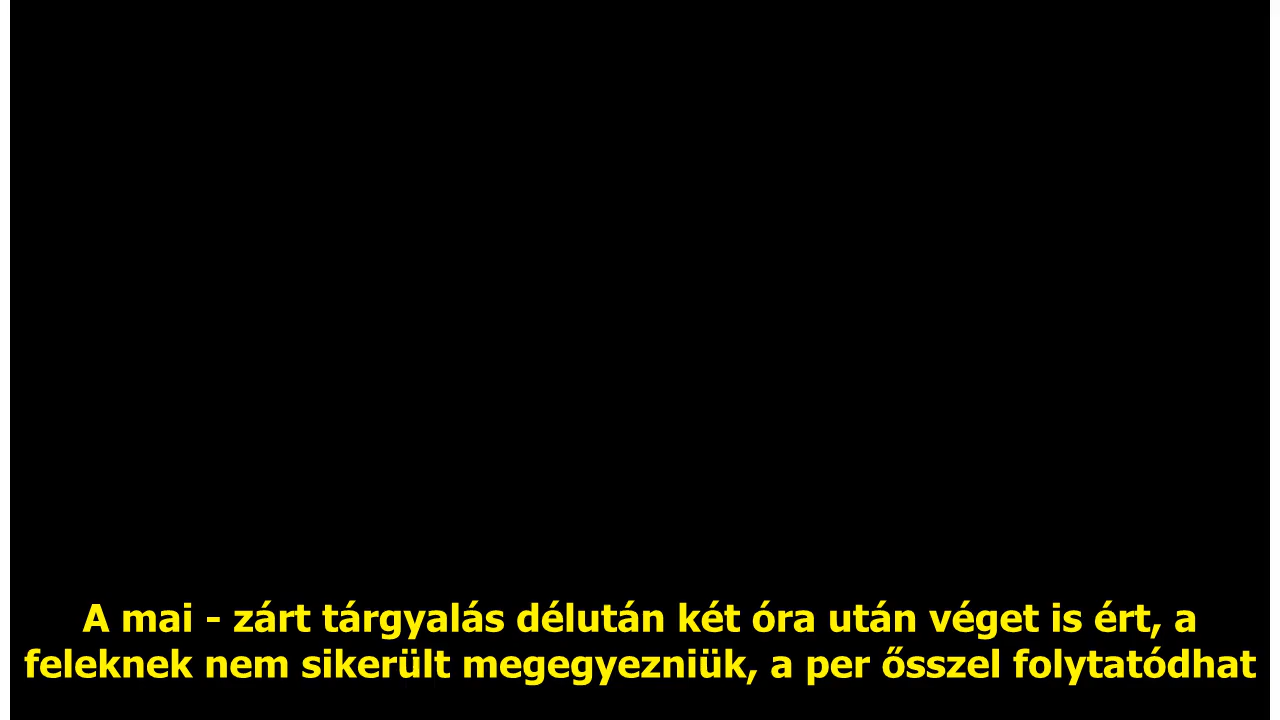 A mai - zárt tárgyalás délután két óra után véget is ért, a
feleknek nem sikerült megegyezniük, a per ősszel folytatódhat